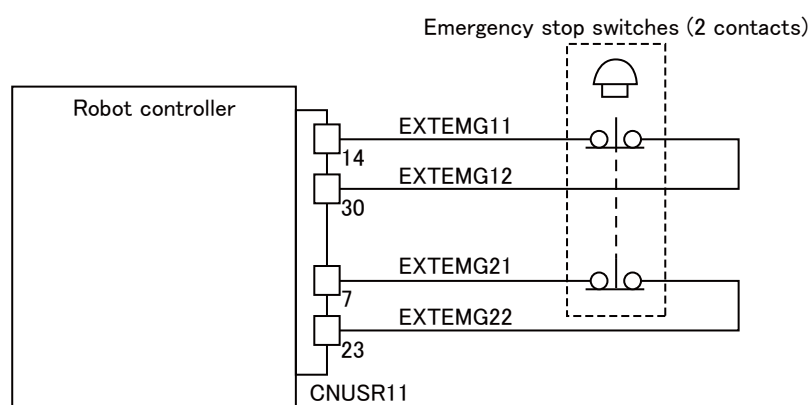 Emergency stop switches (2 contacts)
Robot controller
EXTEMG11
14
EXTEMG12
30
EXTEMG21
7
EXTEMG22
23
CNUSR11